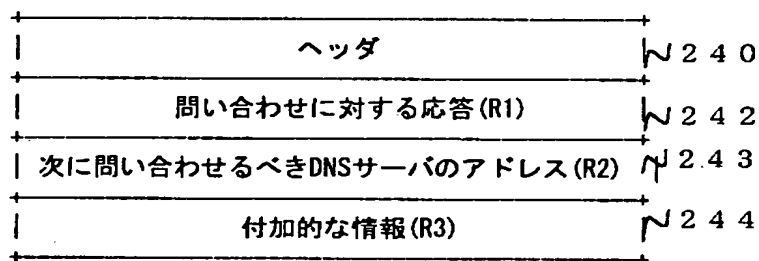 ヘッダ 240
問い合わせに対する応答(R1) 242
次に問い合わせるべきDNSサーバのアドレス(R2) 243
付加的な情報(R3) 244